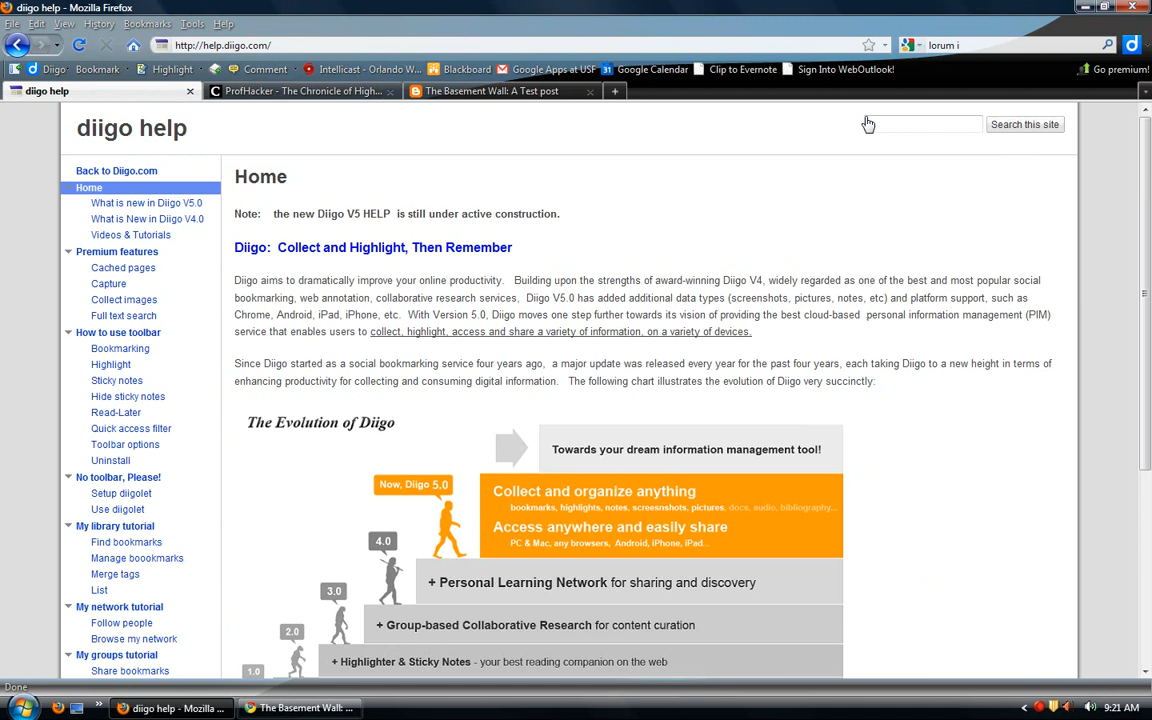 diigo help - Mozilla Firefox
File Edit View History Bookmarks Tools Help
http://help.diigo.com/
lorum i
Diigo Bookmark Highlight Comment Intellicast - Orlando W... Blackboard Google Apps at USF 31 Google Calendar Clip to Evernote Sign Into WebOutlook! Go premium!
diigo help ProfHacker - The Chronicle of High... The Basement Wall: A Test post
diigo help
Search this site
Back to Diigo.com
Home
What is new in Diigo V5.0
What is New in Diigo V4.0
Videos & Tutorials
Premium features
Cached pages
Capture
Collect images
Full text search
How to use toolbar
Bookmarking
Highlight
Sticky notes
Hide sticky notes
Read-Later
Quick access filter
Toolbar options
Uninstall
No toolbar, Please!
Setup diigolet
Use diigolet
My library tutorial
Find bookmarks
Manage boookmarks
Merge tags
List
My network tutorial
Follow people
Browse my network
My groups tutorial
Share bookmarks
Home
Note: the new Diigo V5 HELP is still under active construction.
Diigo: Collect and Highlight, Then Remember
Diigo aims to dramatically improve your online productivity. Building upon the strengths of award-winning Diigo V4, widely regarded as one of the best and most popular social
bookmarking, web annotation, collaborative research services, Diigo V5.0 has added additional data types (screenshots, pictures, notes, etc) and platform support, such as
Chrome, Android, iPad, iPhone, etc. With Version 5.0, Diigo moves one step further towards its vision of providing the best cloud-based personal information management (PIM)
service that enables users to collect, highlight, access and share a variety of information, on a variety of devices.
Since Diigo started as a social bookmarking service four years ago, a major update was released every year for the past four years, each taking Diigo to a new height in terms of
enhancing productivity for collecting and consuming digital information. The following chart illustrates the evolution of Diigo very succinctly:
The Evolution of Diigo
Towards your dream information management tool!
Now, Diigo 5.0
Collect and organize anything
bookmarks, highlights, notes, screesnshots, pictures, docs, audio, bibliography...
Access anywhere and easily share
PC & Mac, any browsers, Android, iPhone, iPad...
4.0
+ Personal Learning Network for sharing and discovery
3.0
+ Group-based Collaborative Research for content curation
2.0
+ Highlighter & Sticky Notes - your best reading companion on the web
1.0
Done
diigo help - Mozilla ... The Basement Wall: ... 9:21 AM